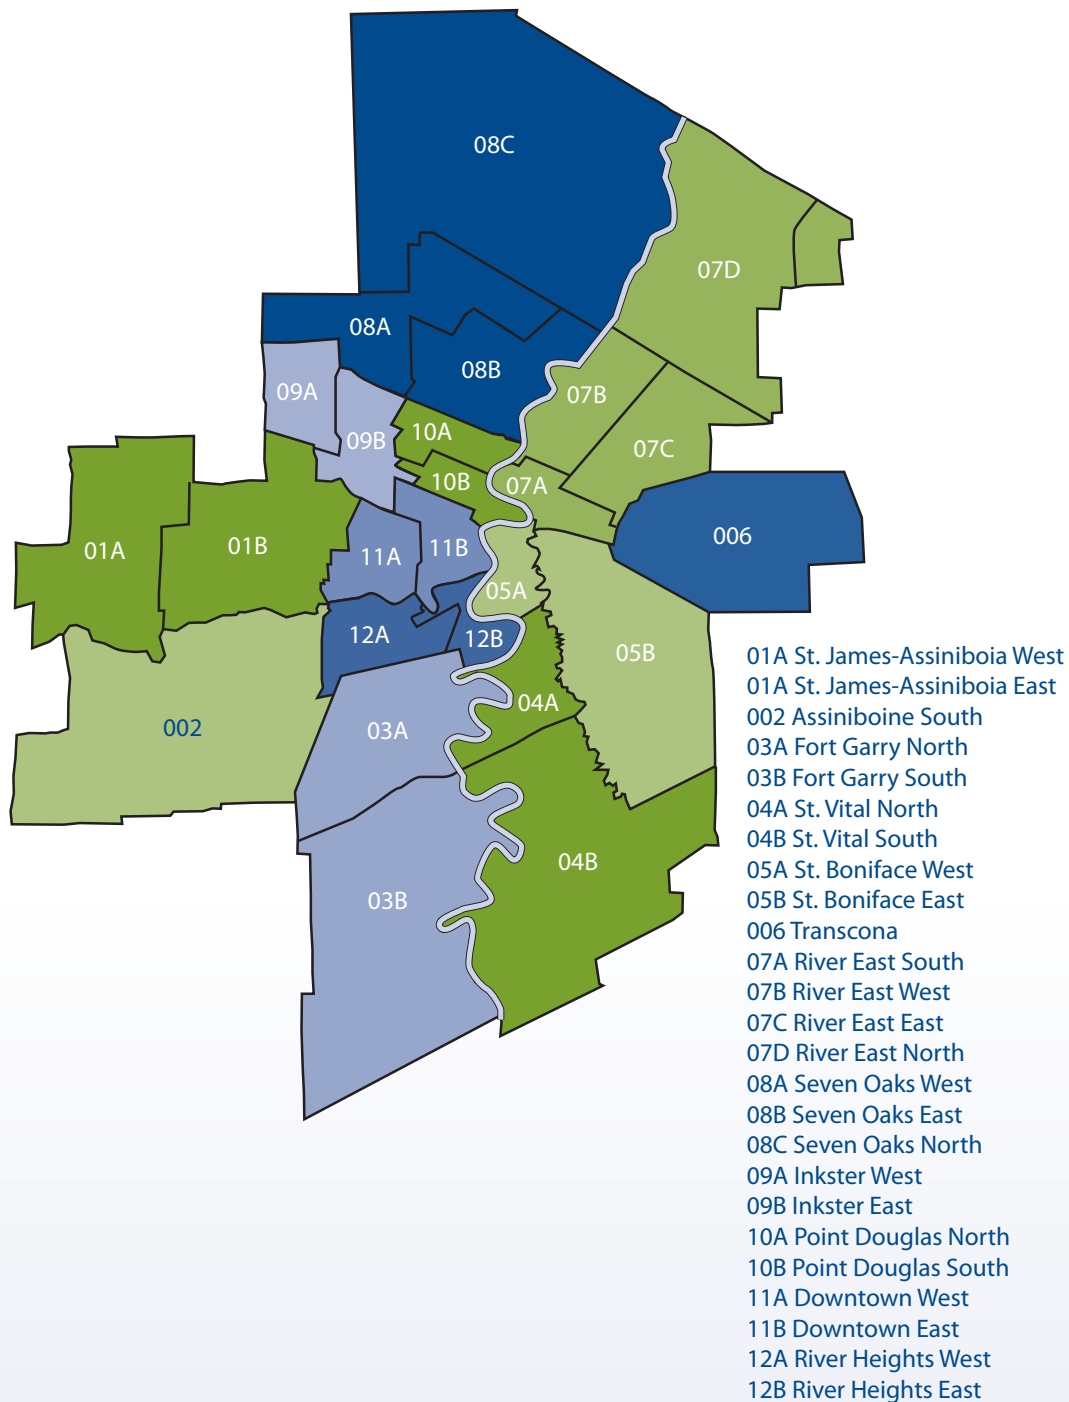 08C
07D
08A
08B
09A
07B
10A
09B
07C
10B
07A
006
01A
01B
11A
11B
05A
12A
12B
05B
04A
002
03A
04B
03B
01A St. James-Assiniboia West
01A St. James-Assiniboia East
002 Assiniboine South
03A Fort Garry North
03B Fort Garry South
04A St. Vital North
04B St. Vital South
05A St. Boniface West
05B St. Boniface East
006 Transcona
07A River East South
07B River East West
07C River East East
07D River East North
08A Seven Oaks West
08B Seven Oaks East
08C Seven Oaks North
09A Inkster West
09B Inkster East
10A Point Douglas North
10B Point Douglas South
11A Downtown West
11B Downtown East
12A River Heights West
12B River Heights East